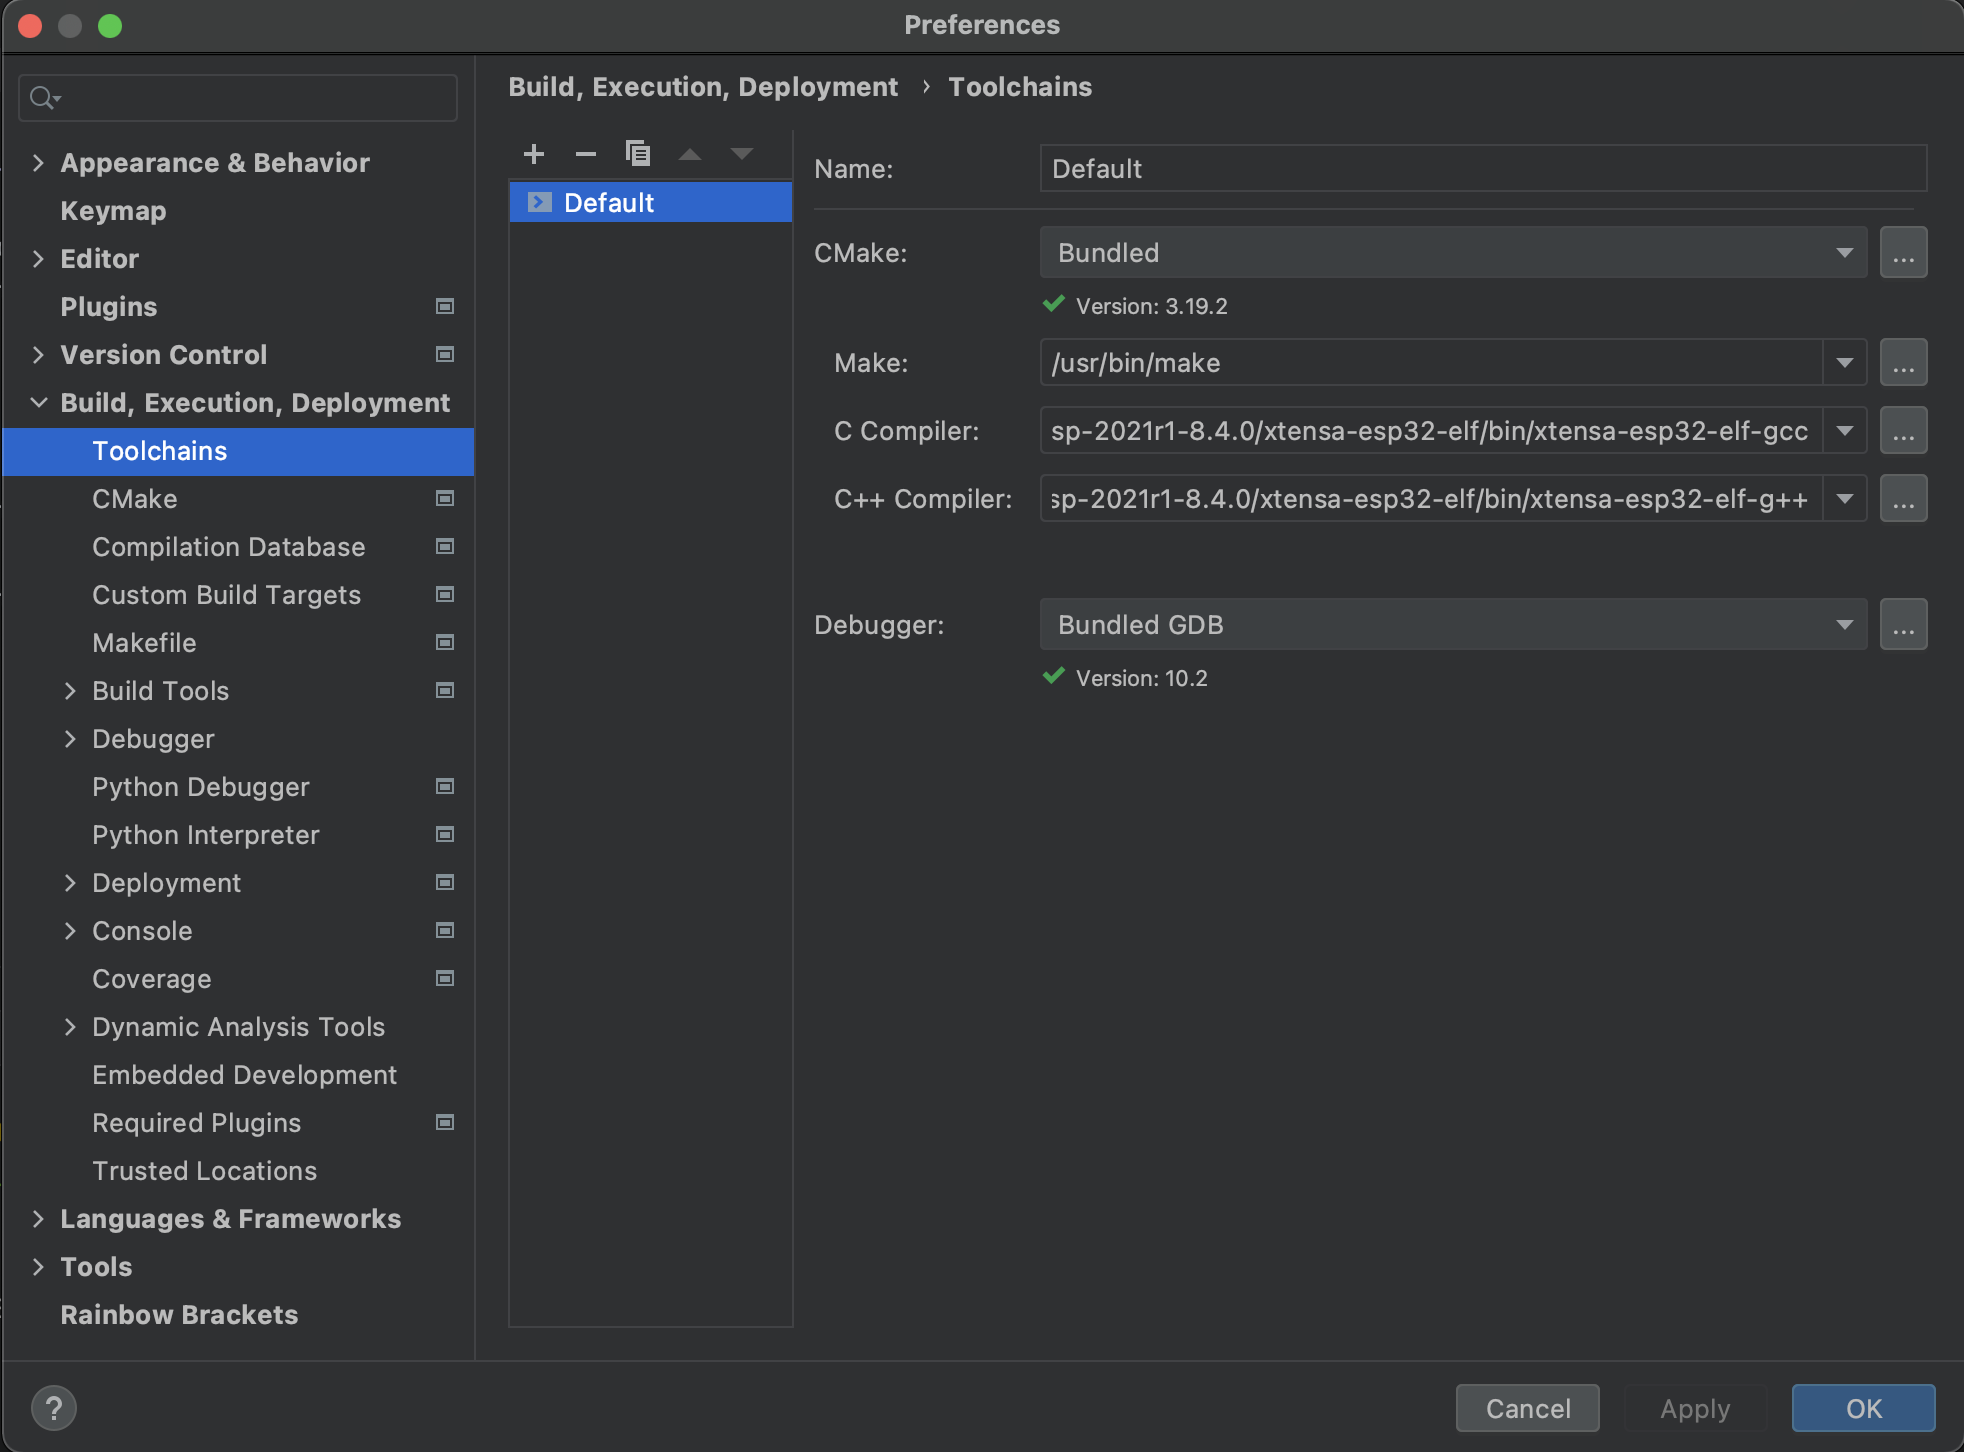 Preferences
Build, Execution, Deployment › Toolchains
Appearance & Behavior
Keymap
Editor
Plugins
Version Control
Build, Execution, Deployment
Toolchains
CMake
Compilation Database
Custom Build Targets
Makefile
Build Tools
Debugger
Python Debugger
Python Interpreter
Deployment
Console
Coverage
Dynamic Analysis Tools
Embedded Development
Required Plugins
Trusted Locations
Languages & Frameworks
Tools
Rainbow Brackets
Default
Name: Default
CMake: Bundled ...
Version: 3.19.2
Make: /usr/bin/make ...
C Compiler: sp-2021r1-8.4.0/xtensa-esp32-elf/bin/xtensa-esp32-elf-gcc ...
C++ Compiler: sp-2021r1-8.4.0/xtensa-esp32-elf/bin/xtensa-esp32-elf-g++ ...
Debugger: Bundled GDB ...
Version: 10.2
?
Cancel Apply OK